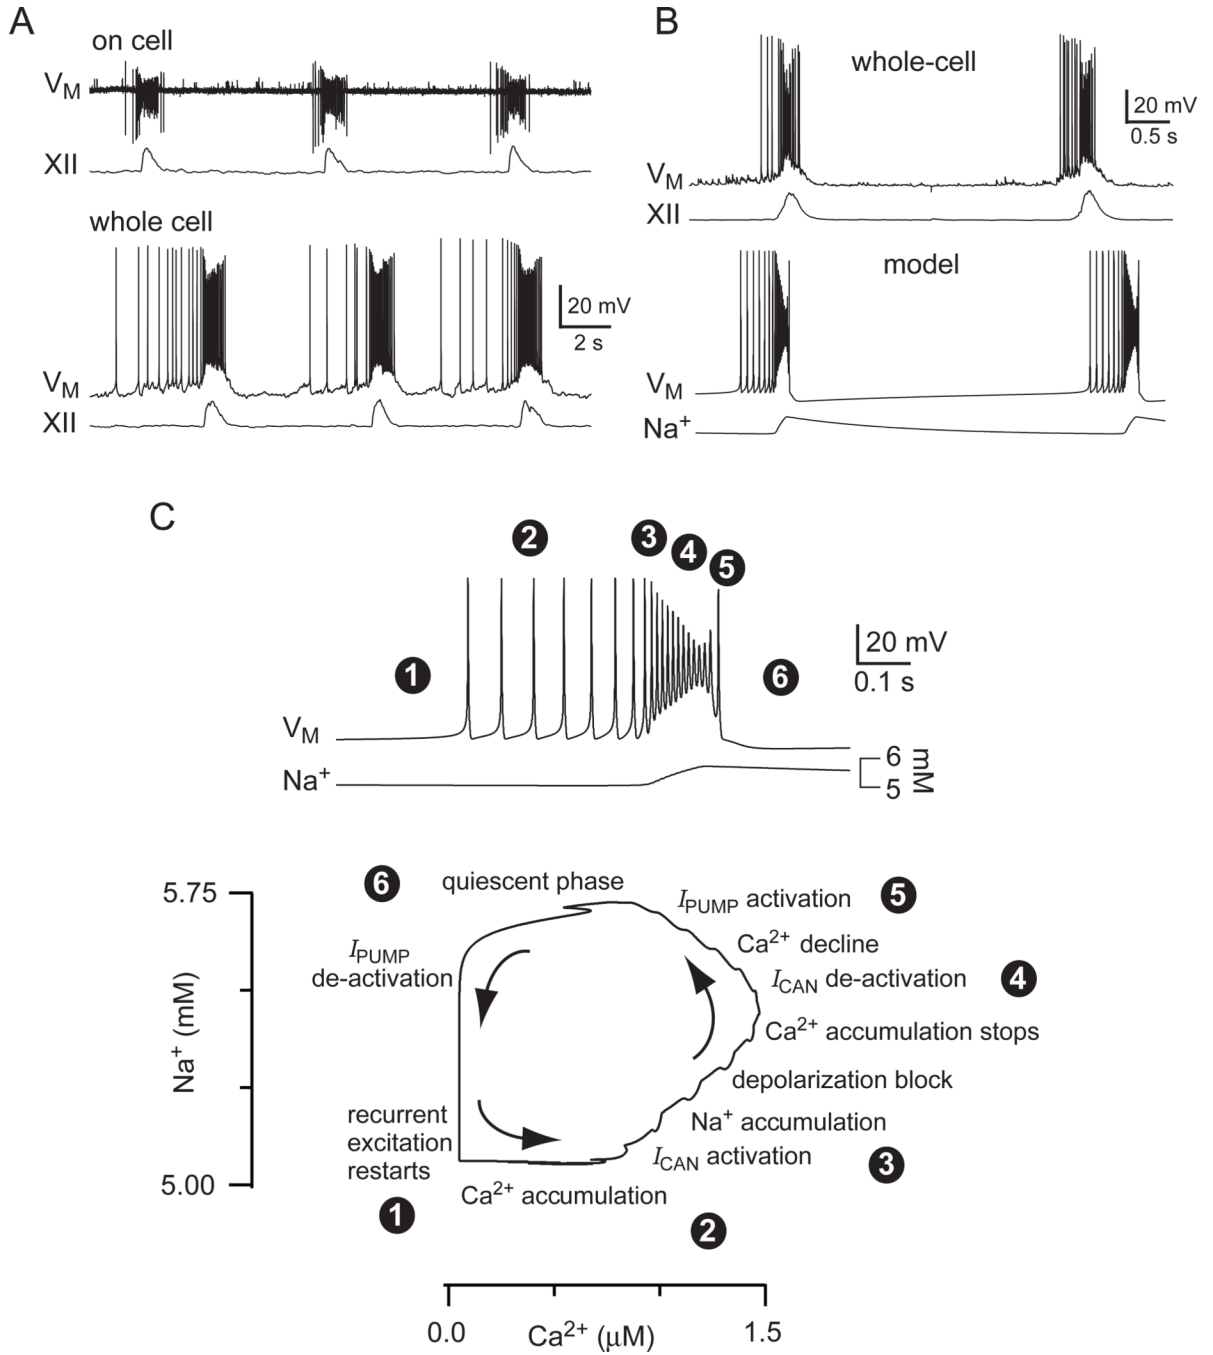 A
on cell
V_M
XII
whole cell
V_M
XII
20 mV
2 s
B
whole-cell
20 mV
0.5 s
V_M
XII
model
V_M
Na⁺
C
2
3
4
5
1
6
20 mV
0.1 s
V_M
Na⁺
6
5
mM
6
quiescent phase
I_PUMP activation
5
Ca²⁺ decline
I_CAN de-activation
4
Ca²⁺ accumulation stops
depolarization block
Na⁺ accumulation
I_CAN activation
3
I_PUMP
de-activation
recurrent
excitation
restarts
1
Ca²⁺ accumulation
2
5.75
Na⁺ (mM)
5.00
0.0
Ca²⁺ (μM)
1.5